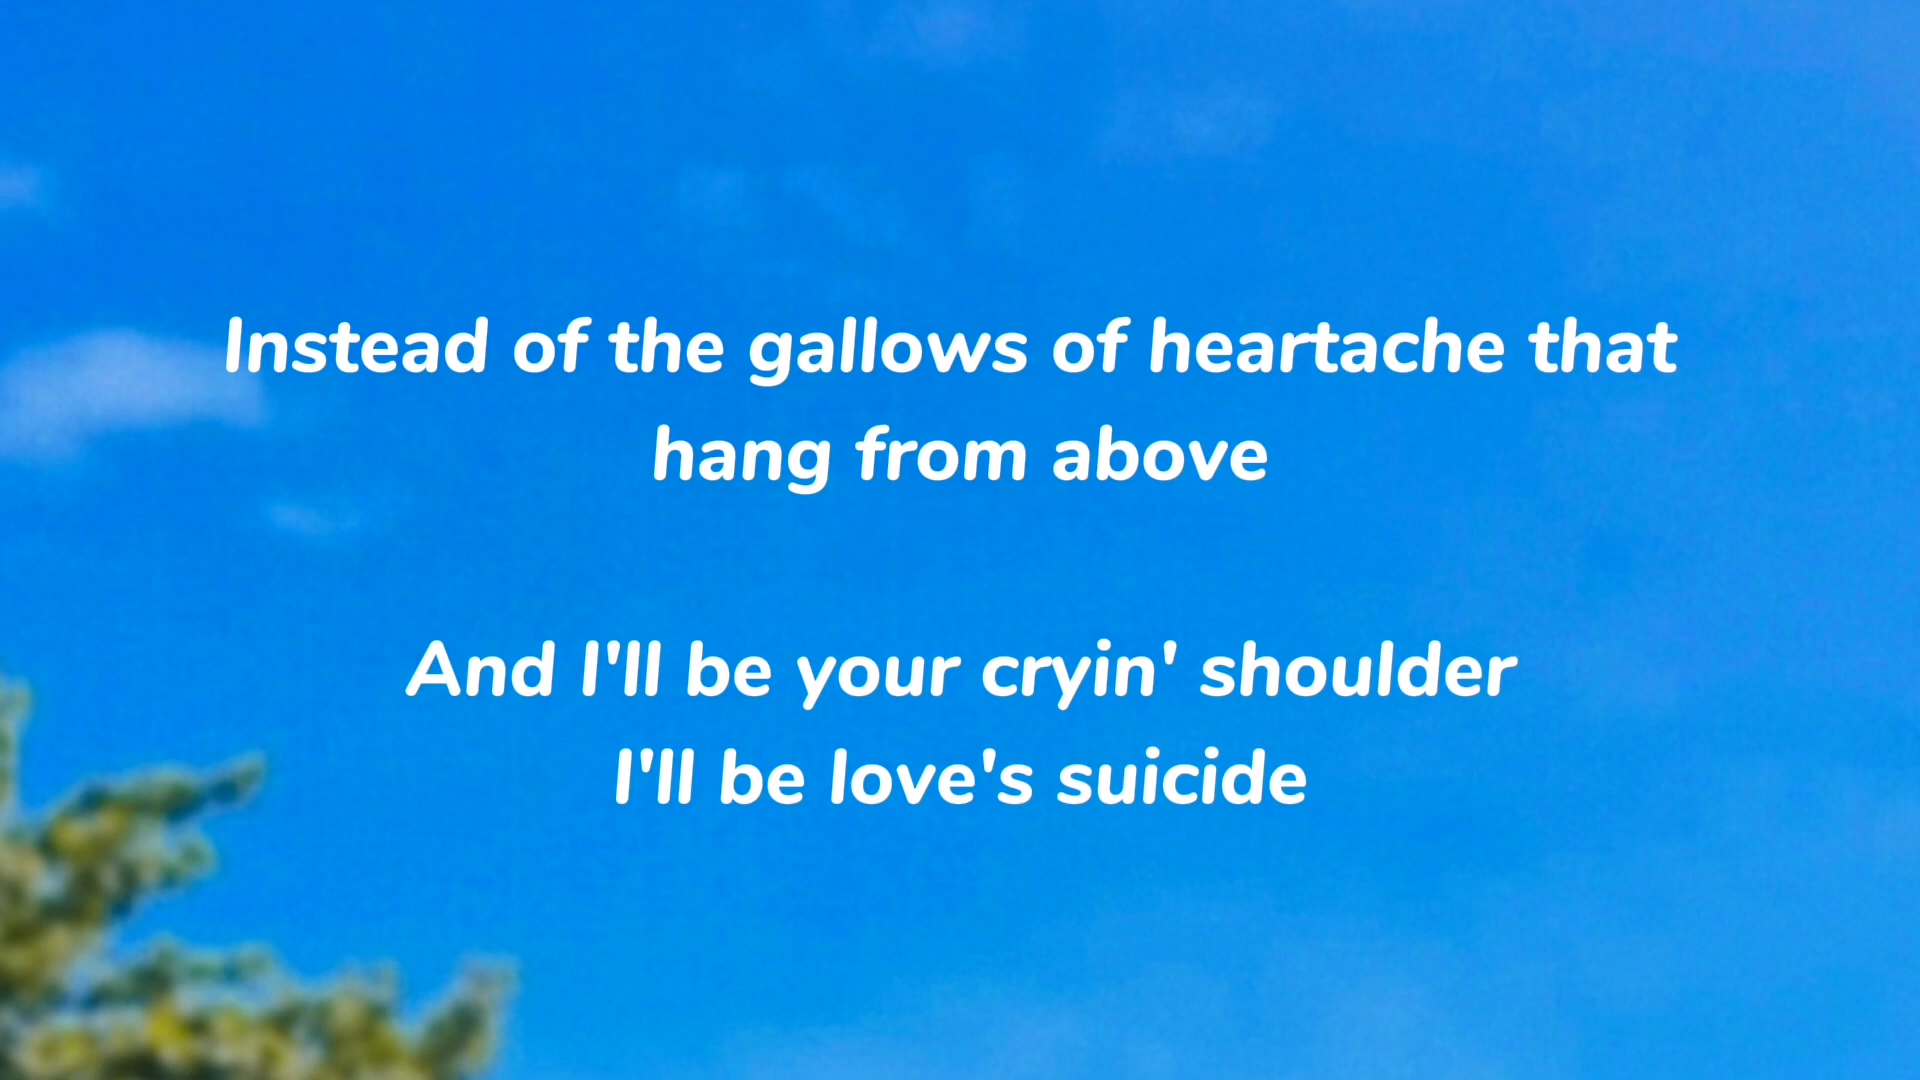 Instead of the gallows of heartache that
hang from above
And I'll be your cryin' shoulder
I'll be love's suicide